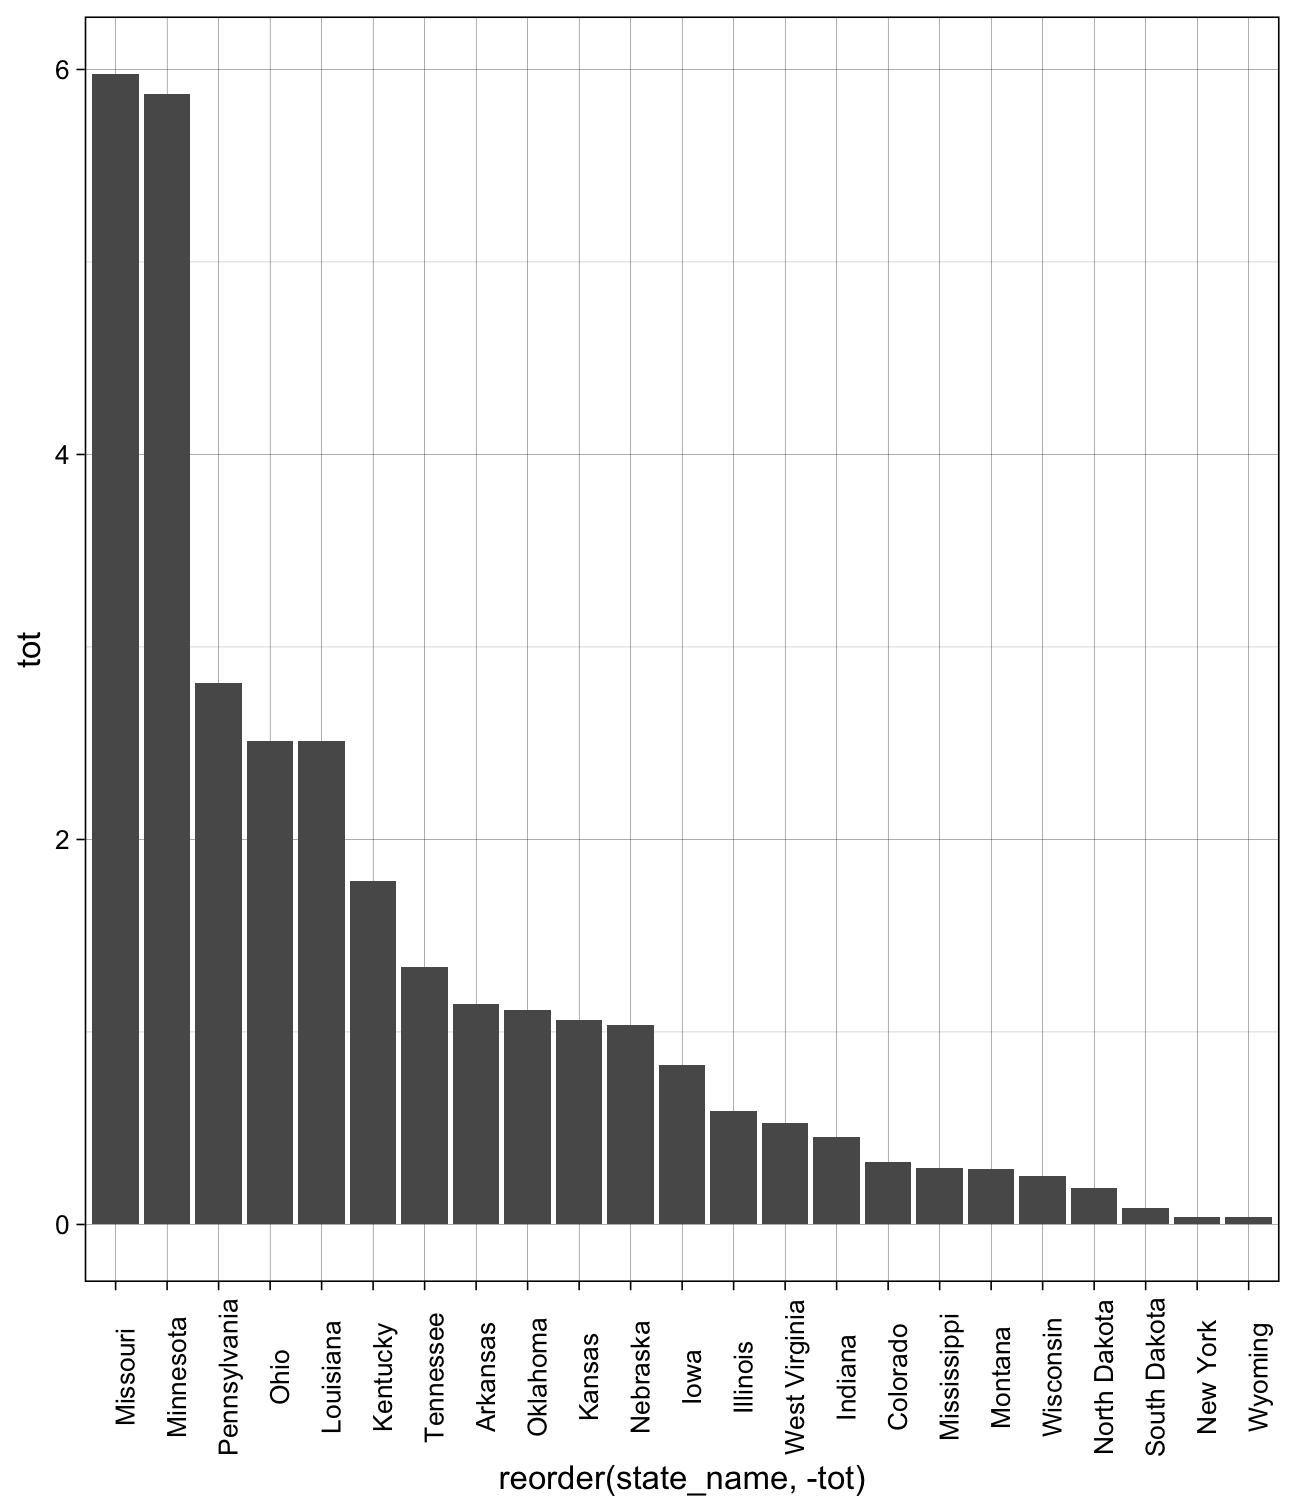 6
4
2
0
tot
Missouri
Minnesota
Pennsylvania
Ohio
Louisiana
Kentucky
Tennessee
Arkansas
Oklahoma
Kansas
Nebraska
Iowa
Illinois
West Virginia
Indiana
Colorado
Mississippi
Montana
Wisconsin
North Dakota
South Dakota
New York
Wyoming
reorder(state_name, -tot)